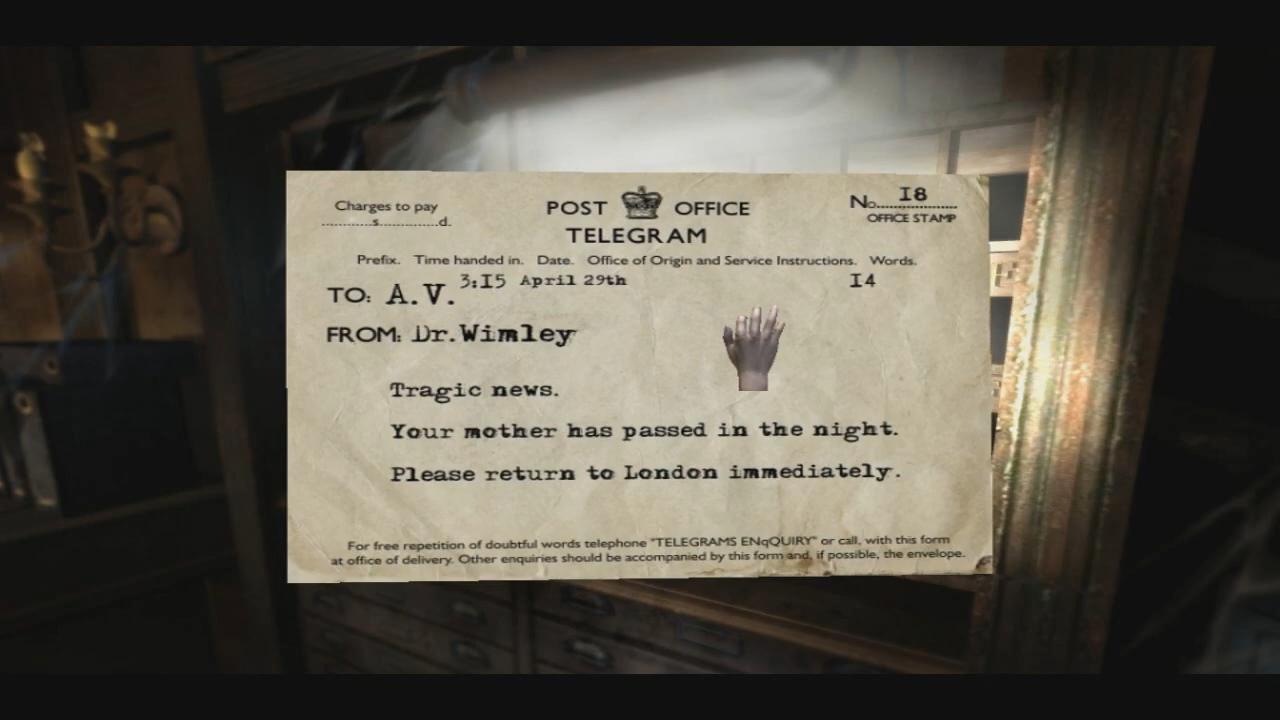 Charges to pay
............s.............d.
POST OFFICE
TELEGRAM
No. 18
OFFICE STAMP
Prefix. Time handed in. Date. Office of Origin and Service Instructions. Words.
3:15 April 29th 14
TO: A.V.
FROM: Dr.Wimley
Tragic news.
Your mother has passed in the night.
Please return to London immediately.
For free repetition of doubtful words telephone "TELEGRAMS ENqQUIRY" or call, with this form
at office of delivery. Other enquiries should be accompanied by this form and, if possible, the envelope.